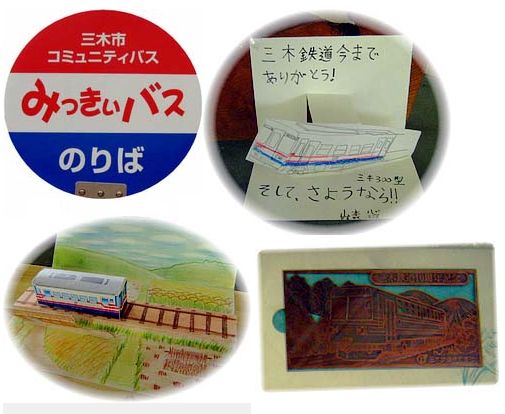 三木市
コミュニティバス
みっきぃバス
のりば
三木鉄道今まで
ありがとう!
ミキ300型
そして、さようなら!!